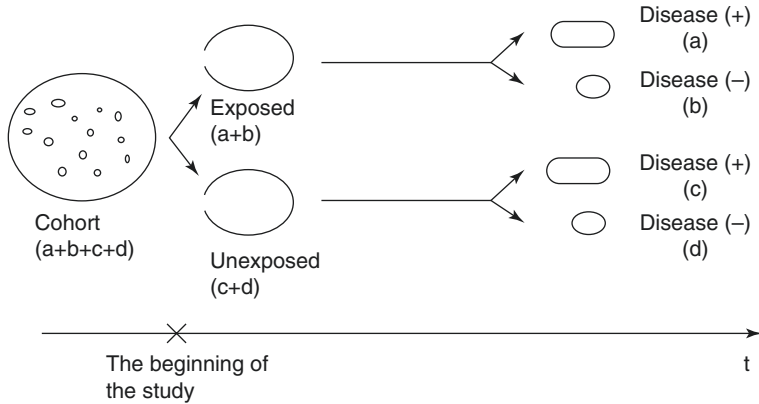 Disease (+)
(a)
Disease (–)
(b)
Exposed
(a+b)
Disease (+)
(c)
Cohort
(a+b+c+d)
Disease (–)
(d)
Unexposed
(c+d)
The beginning of
the study
t